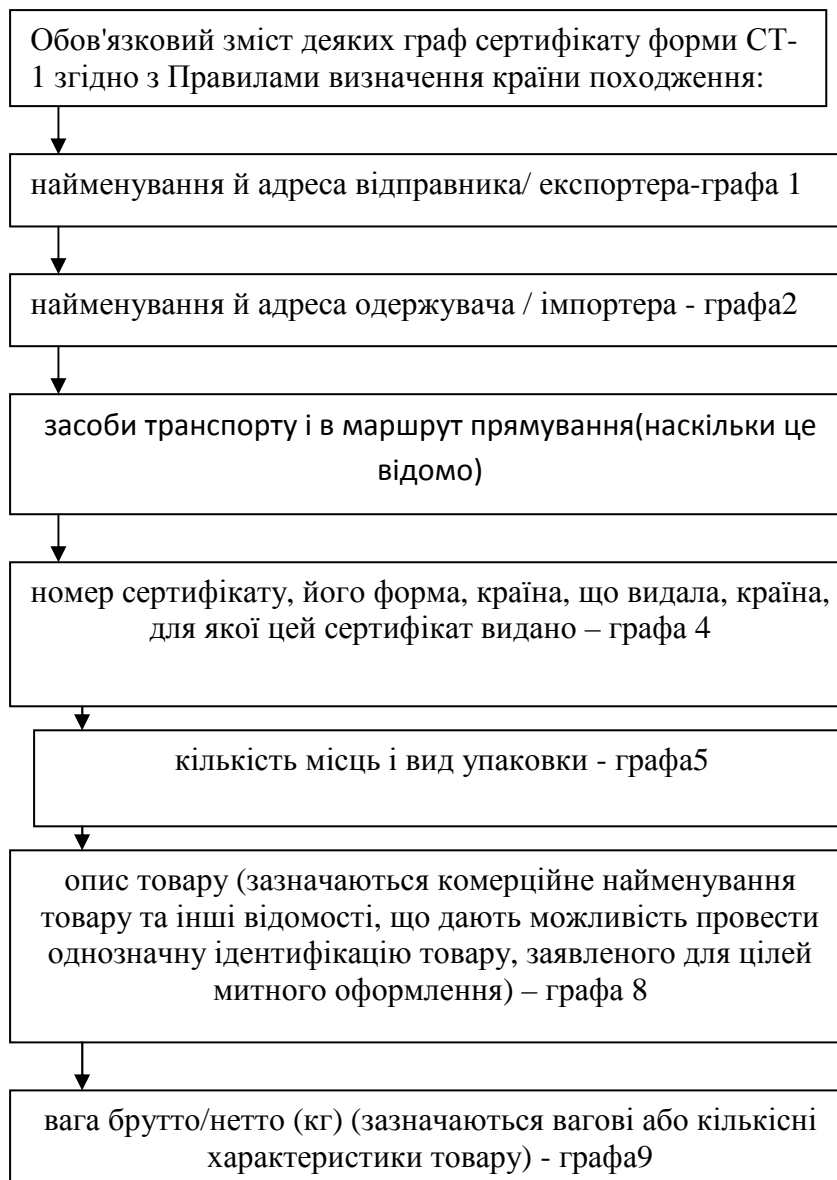 Обов'язковий зміст деяких граф сертифікату форми СТ-
1 згідно з Правилами визначення країни походження:
найменування й адреса відправника/ експортера-графа 1
найменування й адреса одержувача / імпортера - графа2
засоби транспорту і в маршрут прямування(наскільки це
відомо)
номер сертифікату, його форма, країна, що видала, країна,
для якої цей сертифікат видано – графа 4
кількість місць і вид упаковки - графа5
опис товару (зазначаються комерційне найменування
товару та інші відомості, що дають можливість провести
однозначну ідентифікацію товару, заявленого для цілей
митного оформлення) – графа 8
вага брутто/нетто (кг) (зазначаються вагові або кількісні
характеристики товару) - графа9